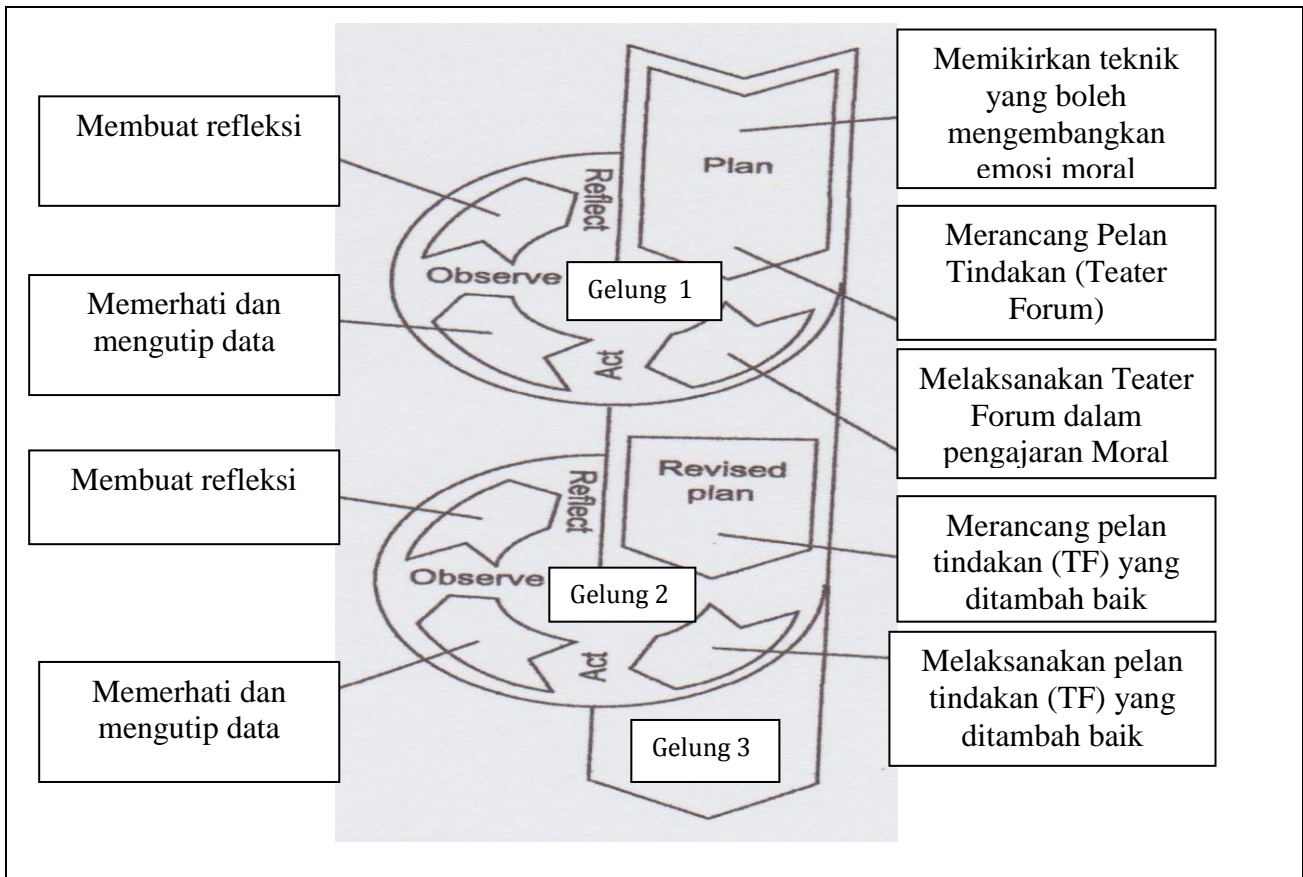 Memikirkan teknik
yang boleh
mengembangkan
emosi moral
Membuat refleksi
Plan
Reflect
Merancang Pelan
Tindakan (Teater
Forum)
Observe
Gelung 1
Memerhati dan
mengutip data
Act
Melaksanakan Teater
Forum dalam
pengajaran Moral
Membuat refleksi
Revised
plan
Reflect
Merancang pelan
tindakan (TF) yang
ditambah baik
Observe
Gelung 2
Act
Melaksanakan pelan
tindakan (TF) yang
ditambah baik
Memerhati dan
mengutip data
Gelung 3